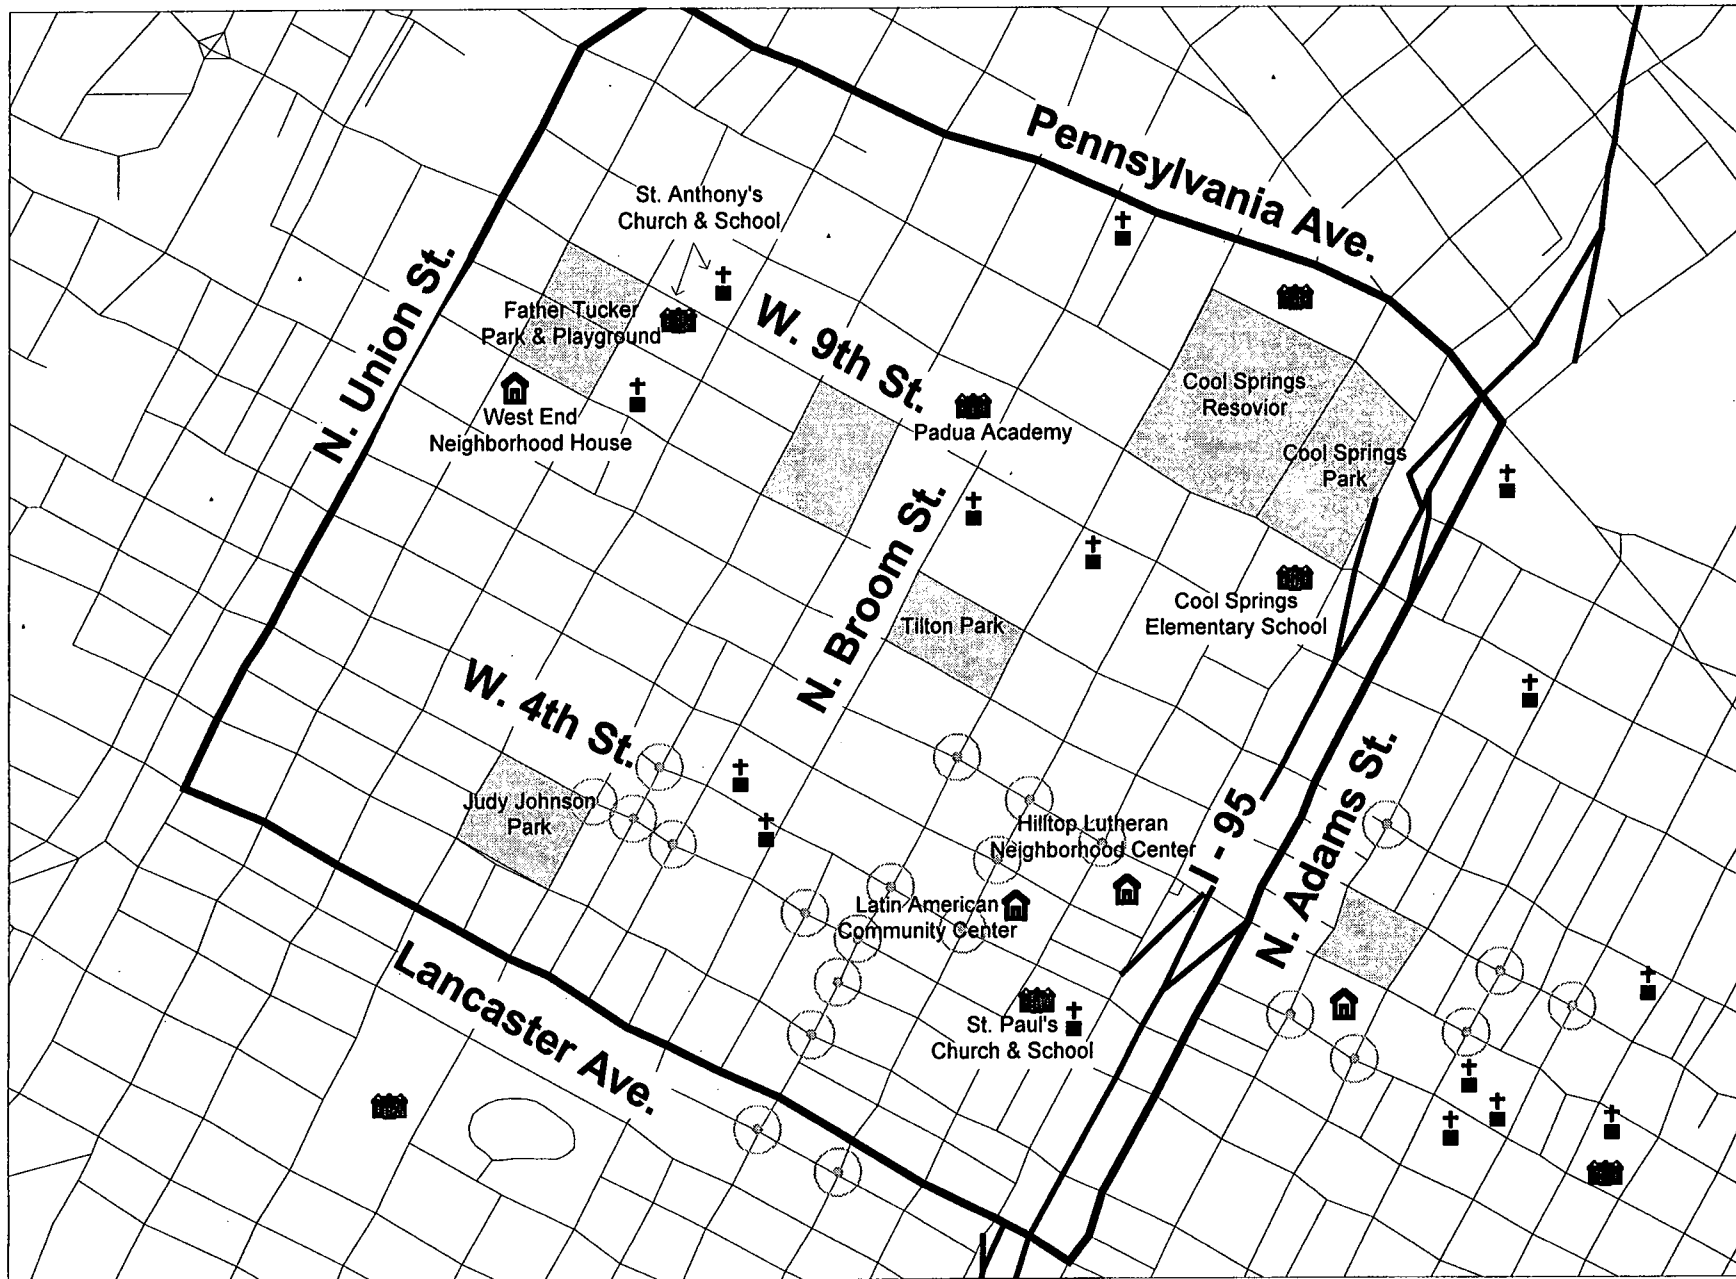 Pennsylvania Ave.
St. Anthony's
Church & School
N. Union St.
Father Tucker
Park & Playground
W. 9th St.
West End
Neighborhood House
Padua Academy
Cool Springs
Resovior
Cool Springs
Park
N. Broom St.
Tilton Park
Cool Springs
Elementary School
W. 4th St.
Judy Johnson
Park
Hilltop Lutheran
Neighborhood Center
I - 95
N. Adams St.
Latin American
Community Center
Lancaster Ave.
St. Paul's
Church & School